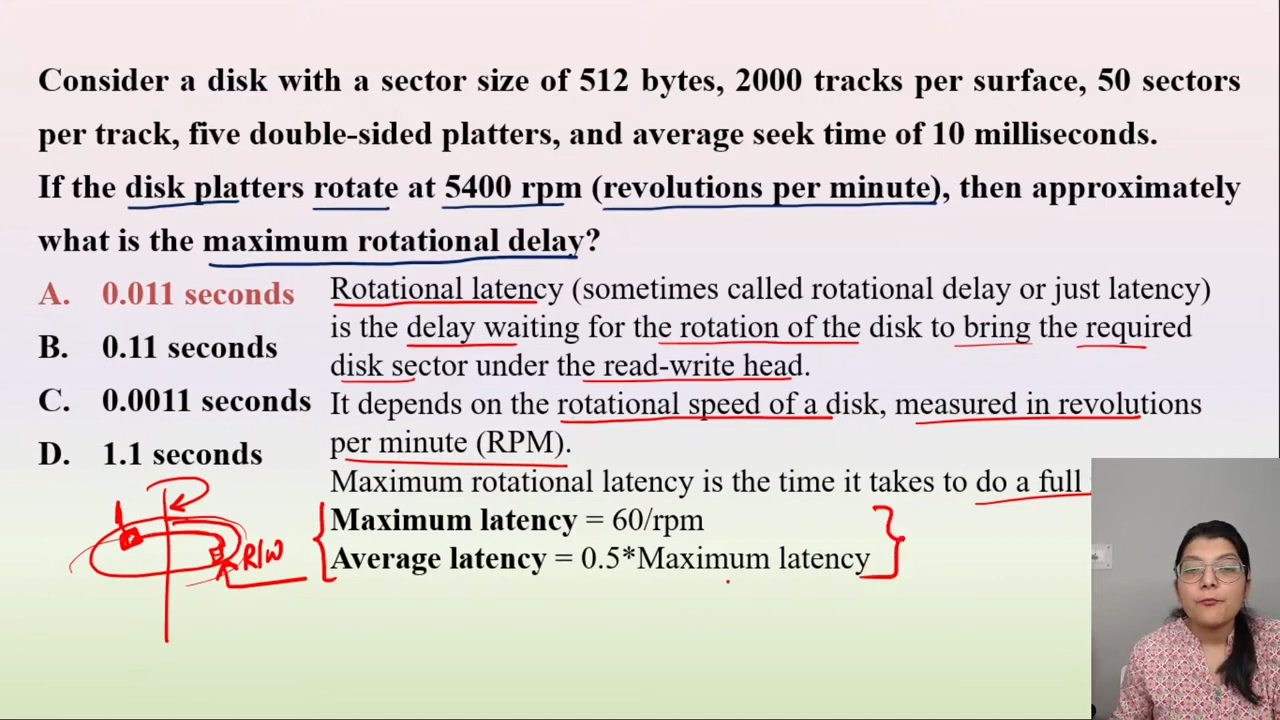 Consider a disk with a sector size of 512 bytes, 2000 tracks per surface, 50 sectors
per track, five double-sided platters, and average seek time of 10 milliseconds.
If the disk platters rotate at 5400 rpm (revolutions per minute), then approximately
what is the maximum rotational delay?
A. 0.011 seconds
B. 0.11 seconds
C. 0.0011 seconds
D. 1.1 seconds
Rotational latency (sometimes called rotational delay or just latency)
is the delay waiting for the rotation of the disk to bring the required
disk sector under the read-write head.
It depends on the rotational speed of a disk, measured in revolutions
per minute (RPM).
Maximum rotational latency is the time it takes to do a full
Maximum latency = 60/rpm
Average latency = 0.5*Maximum latency
R/W